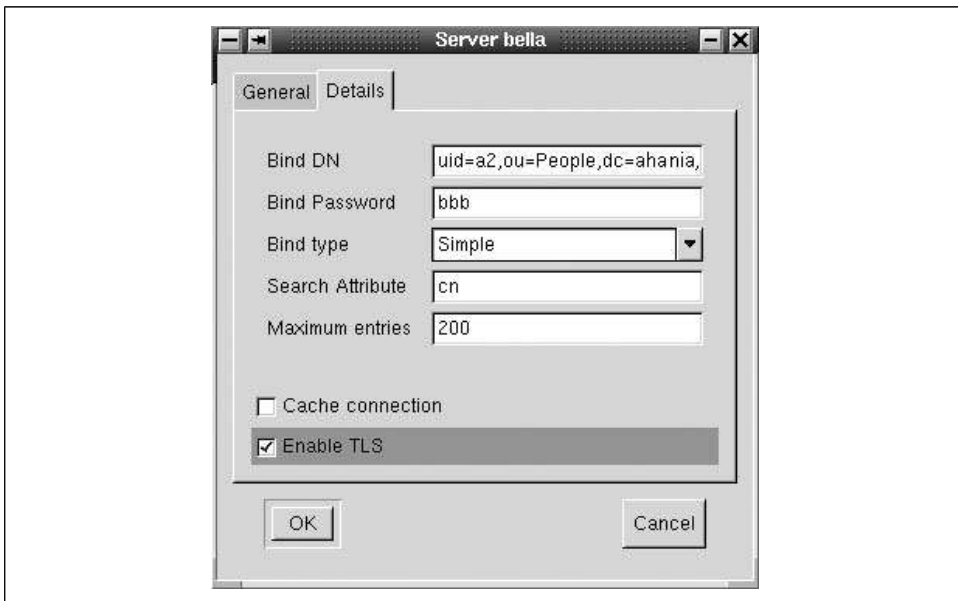 Server bella
General Details
Bind DN uid=a2,ou=People,dc=ahania,
Bind Password bbb
Bind type Simple
Search Attribute cn
Maximum entries 200
Cache connection
Enable TLS
OK Cancel